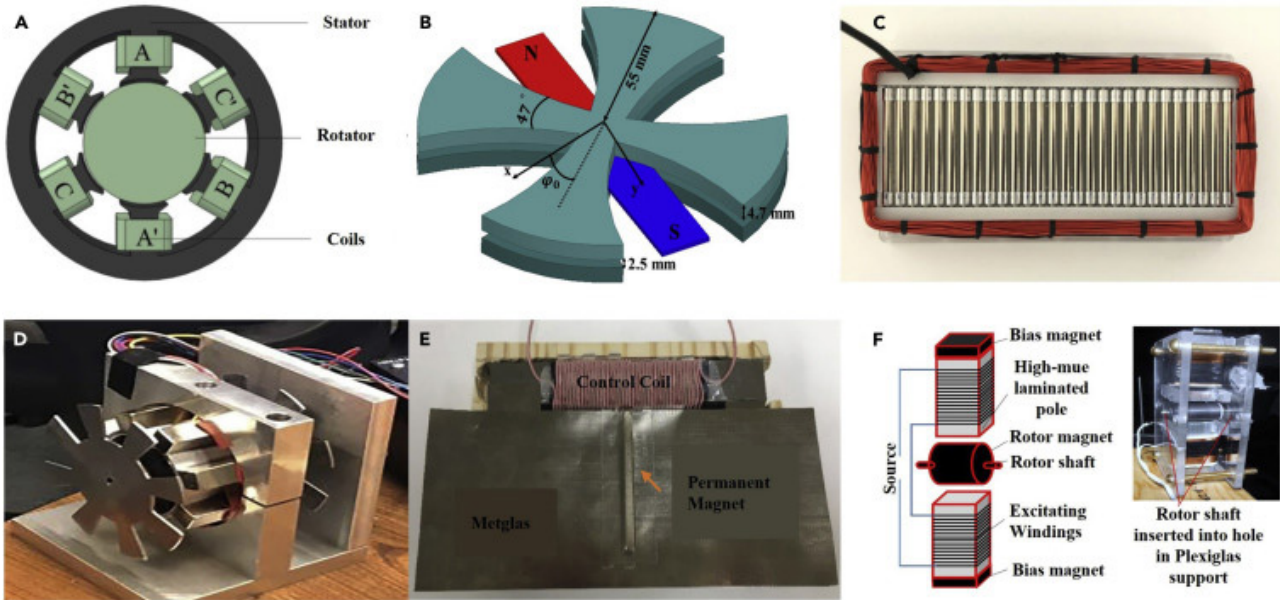 A
Stator
A
B'
C'
Rotator
C
B
A'
Coils
B
N
55 mm
47°
x
φ₀
y
S
4.7 mm
2.5 mm
C
D
E
Control Coil
Permanent
Magnet
Metglas
F
Bias magnet
High-mue
laminated
pole
Rotor magnet
Rotor shaft
Source
Excitating
Windings
Bias magnet
Rotor shaft
inserted into hole
in Plexiglas
support